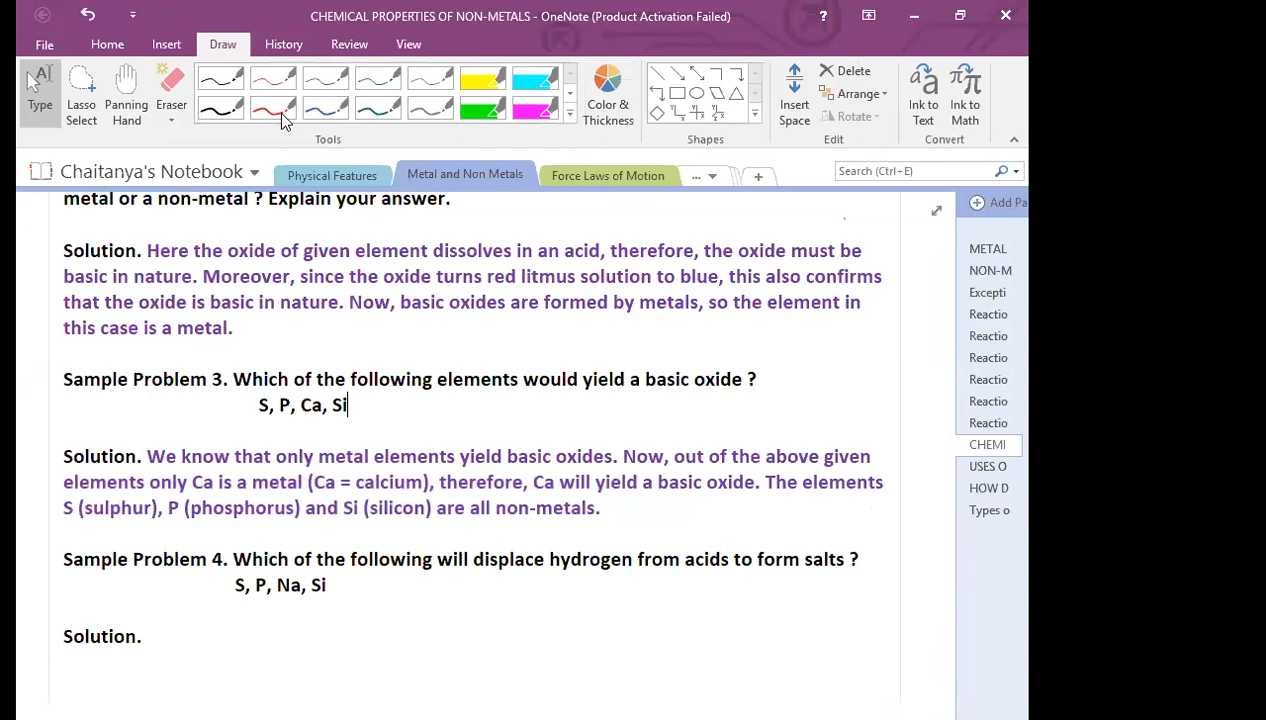 CHEMICAL PROPERTIES OF NON-METALS - OneNote (Product Activation Failed)
?
File Home Insert Draw History Review View
Type
Lasso Select
Panning Hand
Eraser
Color & Thickness
Insert Space
Delete
Arrange
Rotate
Ink to Text
Ink to Math
Tools Shapes Edit Convert
Chaitanya's Notebook Physical Features Metal and Non Metals Force Laws of Motion ... Search (Ctrl+E)
metal or a non-metal ? Explain your answer.
Solution. Here the oxide of given element dissolves in an acid, therefore, the oxide must be
basic in nature. Moreover, since the oxide turns red litmus solution to blue, this also confirms
that the oxide is basic in nature. Now, basic oxides are formed by metals, so the element in
this case is a metal.
Sample Problem 3. Which of the following elements would yield a basic oxide ?
S, P, Ca, Si
Solution. We know that only metal elements yield basic oxides. Now, out of the above given
elements only Ca is a metal (Ca = calcium), therefore, Ca will yield a basic oxide. The elements
S (sulphur), P (phosphorus) and Si (silicon) are all non-metals.
Sample Problem 4. Which of the following will displace hydrogen from acids to form salts ?
S, P, Na, Si
Solution.
Add Pa
METAL
NON-M
Excepti
Reactio
Reactio
Reactio
Reactio
Reactio
Reactio
CHEMI
USES O
HOW D
Types o